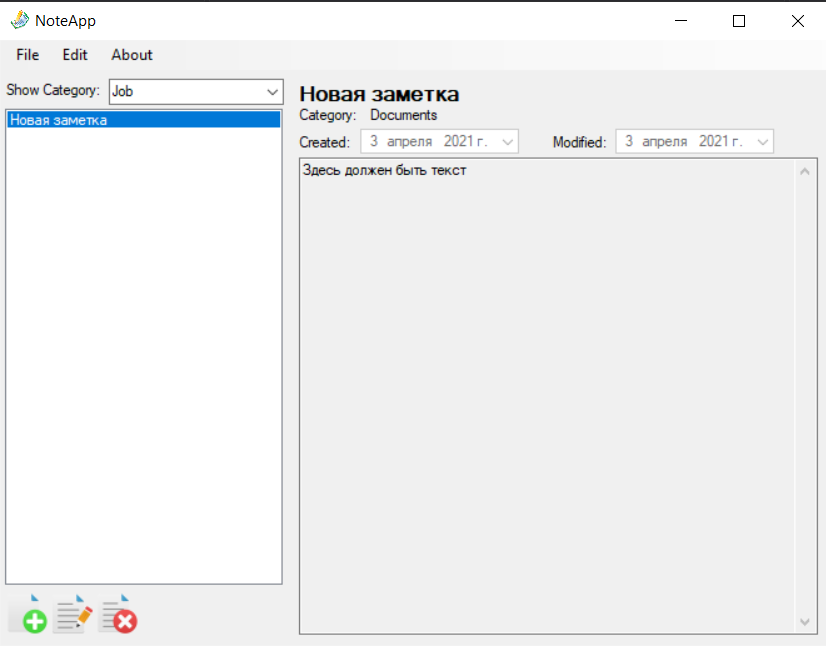 NoteApp
File Edit About
Show Category: Job
Новая заметка
Новая заметка
Category: Documents
Created: 3 апреля 2021 г. Modified: 3 апреля 2021 г.
Здесь должен быть текст